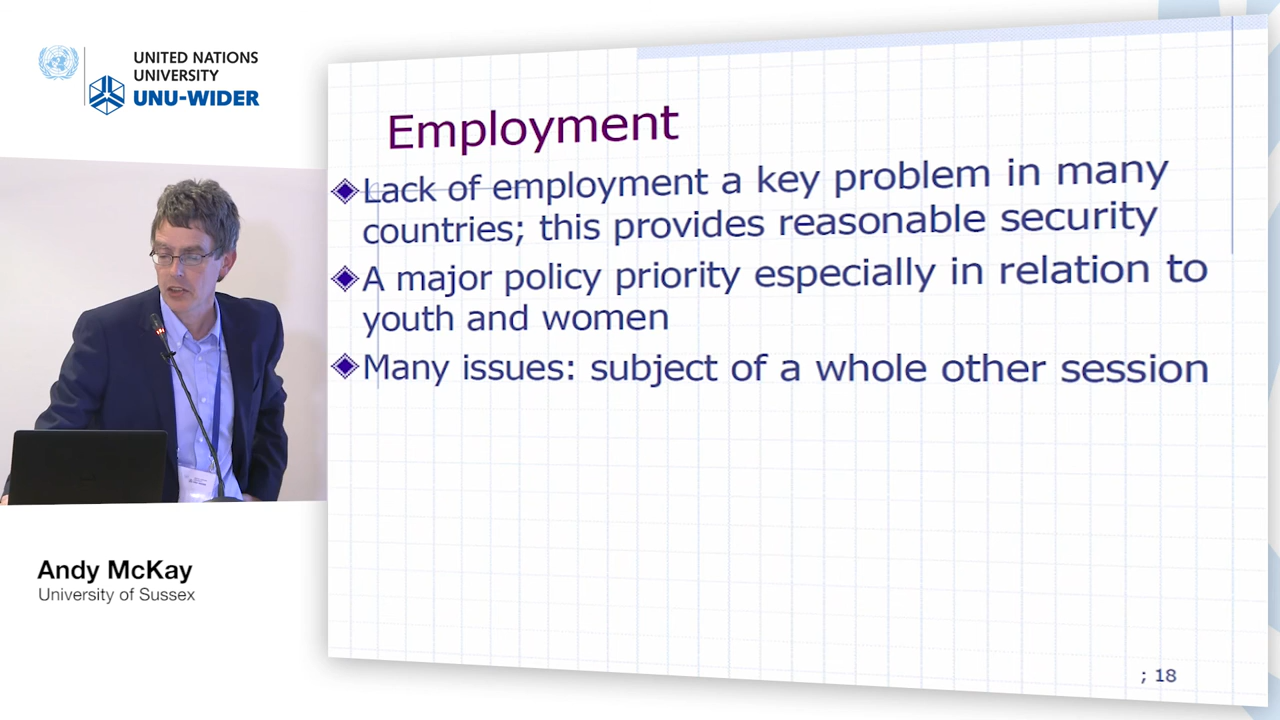 UNITED NATIONS
UNIVERSITY
UNU-WIDER
Employment
Lack of employment a key problem in many
countries; this provides reasonable security
A major policy priority especially in relation to
youth and women
Many issues: subject of a whole other session
; 18
Andy McKay
University of Sussex